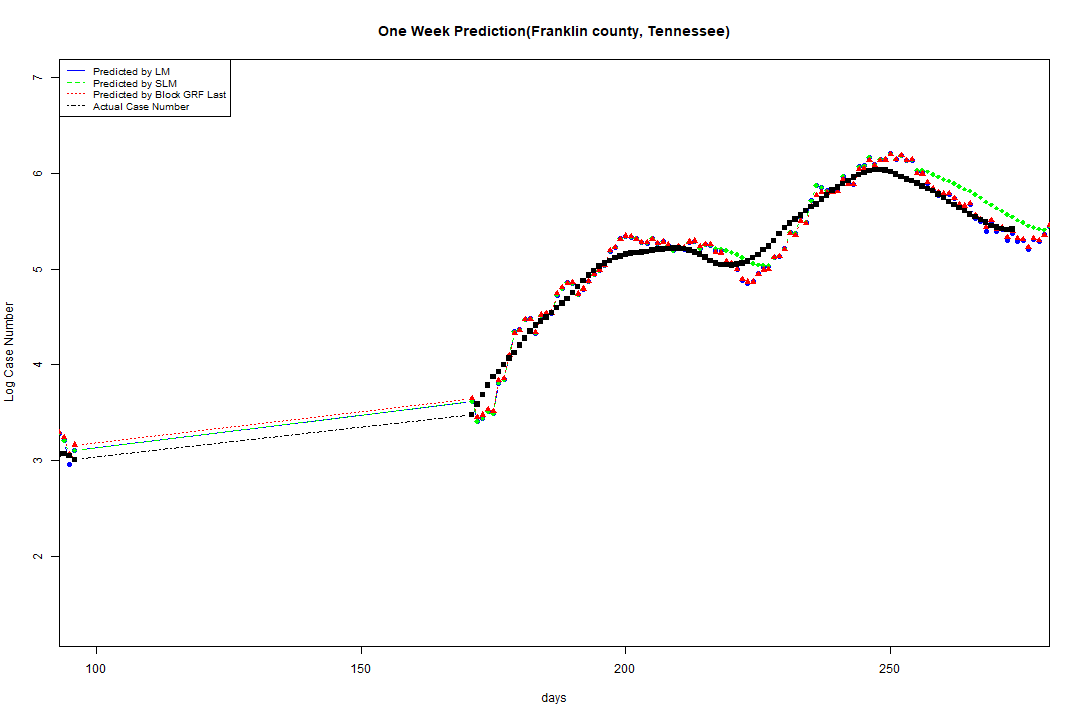 One Week Prediction(Franklin county, Tennessee)
Predicted by LM
Predicted by SLM
Predicted by Block GRF Last
Actual Case Number
7
6
5
4
3
2
Log Case Number
100 150 200 250
days